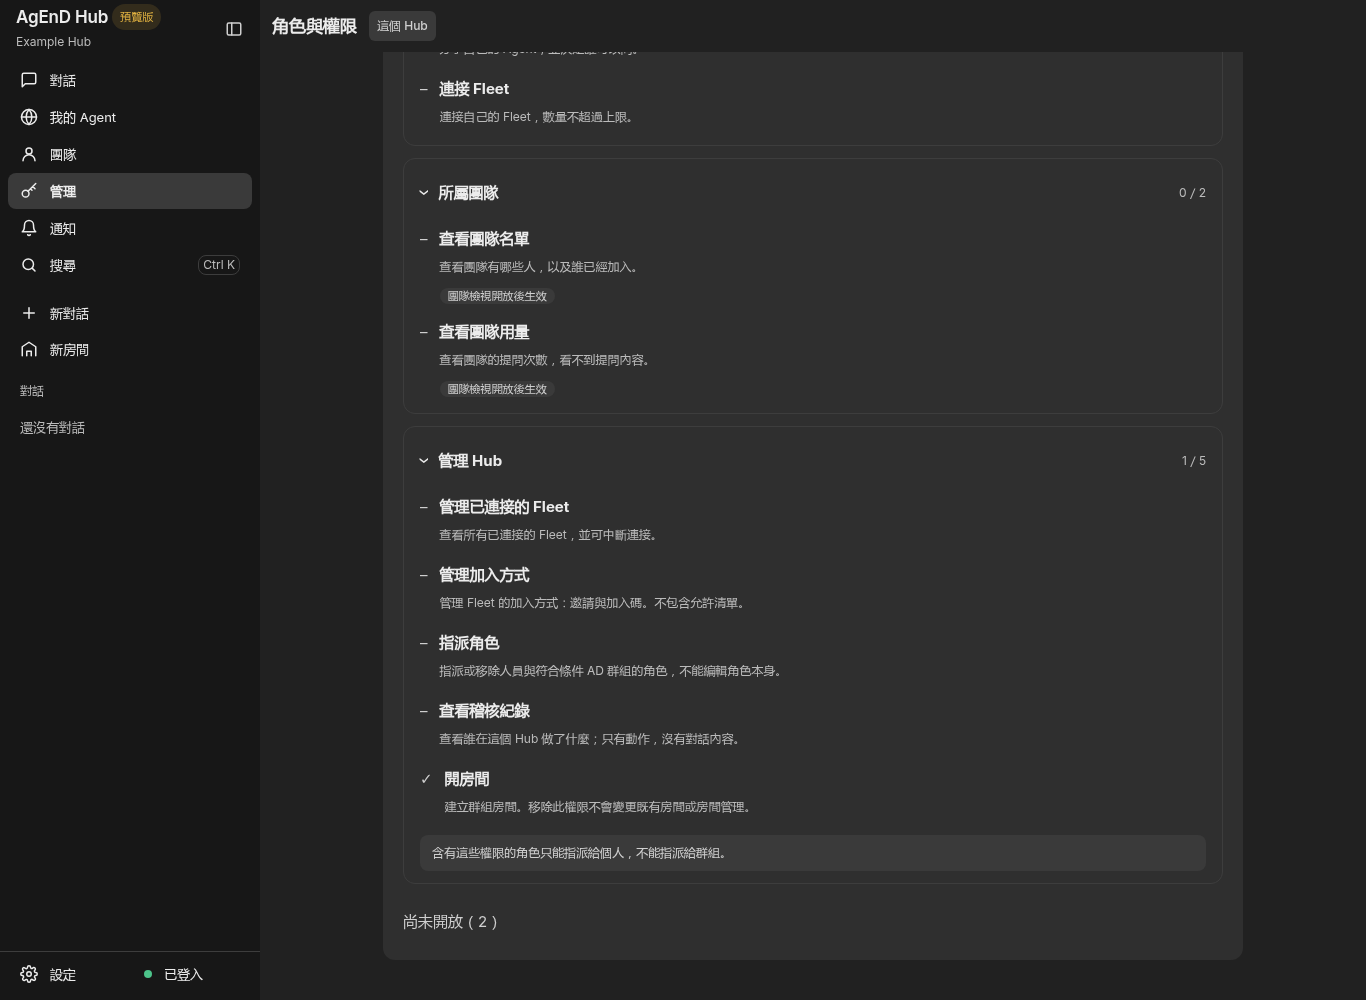 AgEnD Hub 預覽版
Example Hub
對話
我的 Agent
團隊
管理
通知
搜尋 Ctrl K
新對話
新房間
對話
還沒有對話
設定
已登入
角色與權限 這個 Hub
– 連接 Fleet
連接自己的 Fleet，數量不超過上限。
所屬團隊 0 / 2
– 查看團隊名單
查看團隊有哪些人，以及誰已經加入。
團隊檢視開放後生效
– 查看團隊用量
查看團隊的提問次數，看不到提問內容。
團隊檢視開放後生效
管理 Hub 1 / 5
– 管理已連接的 Fleet
查看所有已連接的 Fleet，並可中斷連接。
– 管理加入方式
管理 Fleet 的加入方式：邀請與加入碼。不包含允許清單。
– 指派角色
指派或移除人員與符合條件 AD 群組的角色，不能編輯角色本身。
– 查看稽核紀錄
查看誰在這個 Hub 做了什麼；只有動作，沒有對話內容。
✓ 開房間
建立群組房間。移除此權限不會變更既有房間或房間管理。
含有這些權限的角色只能指派給個人，不能指派給群組。
尚未開放（2）